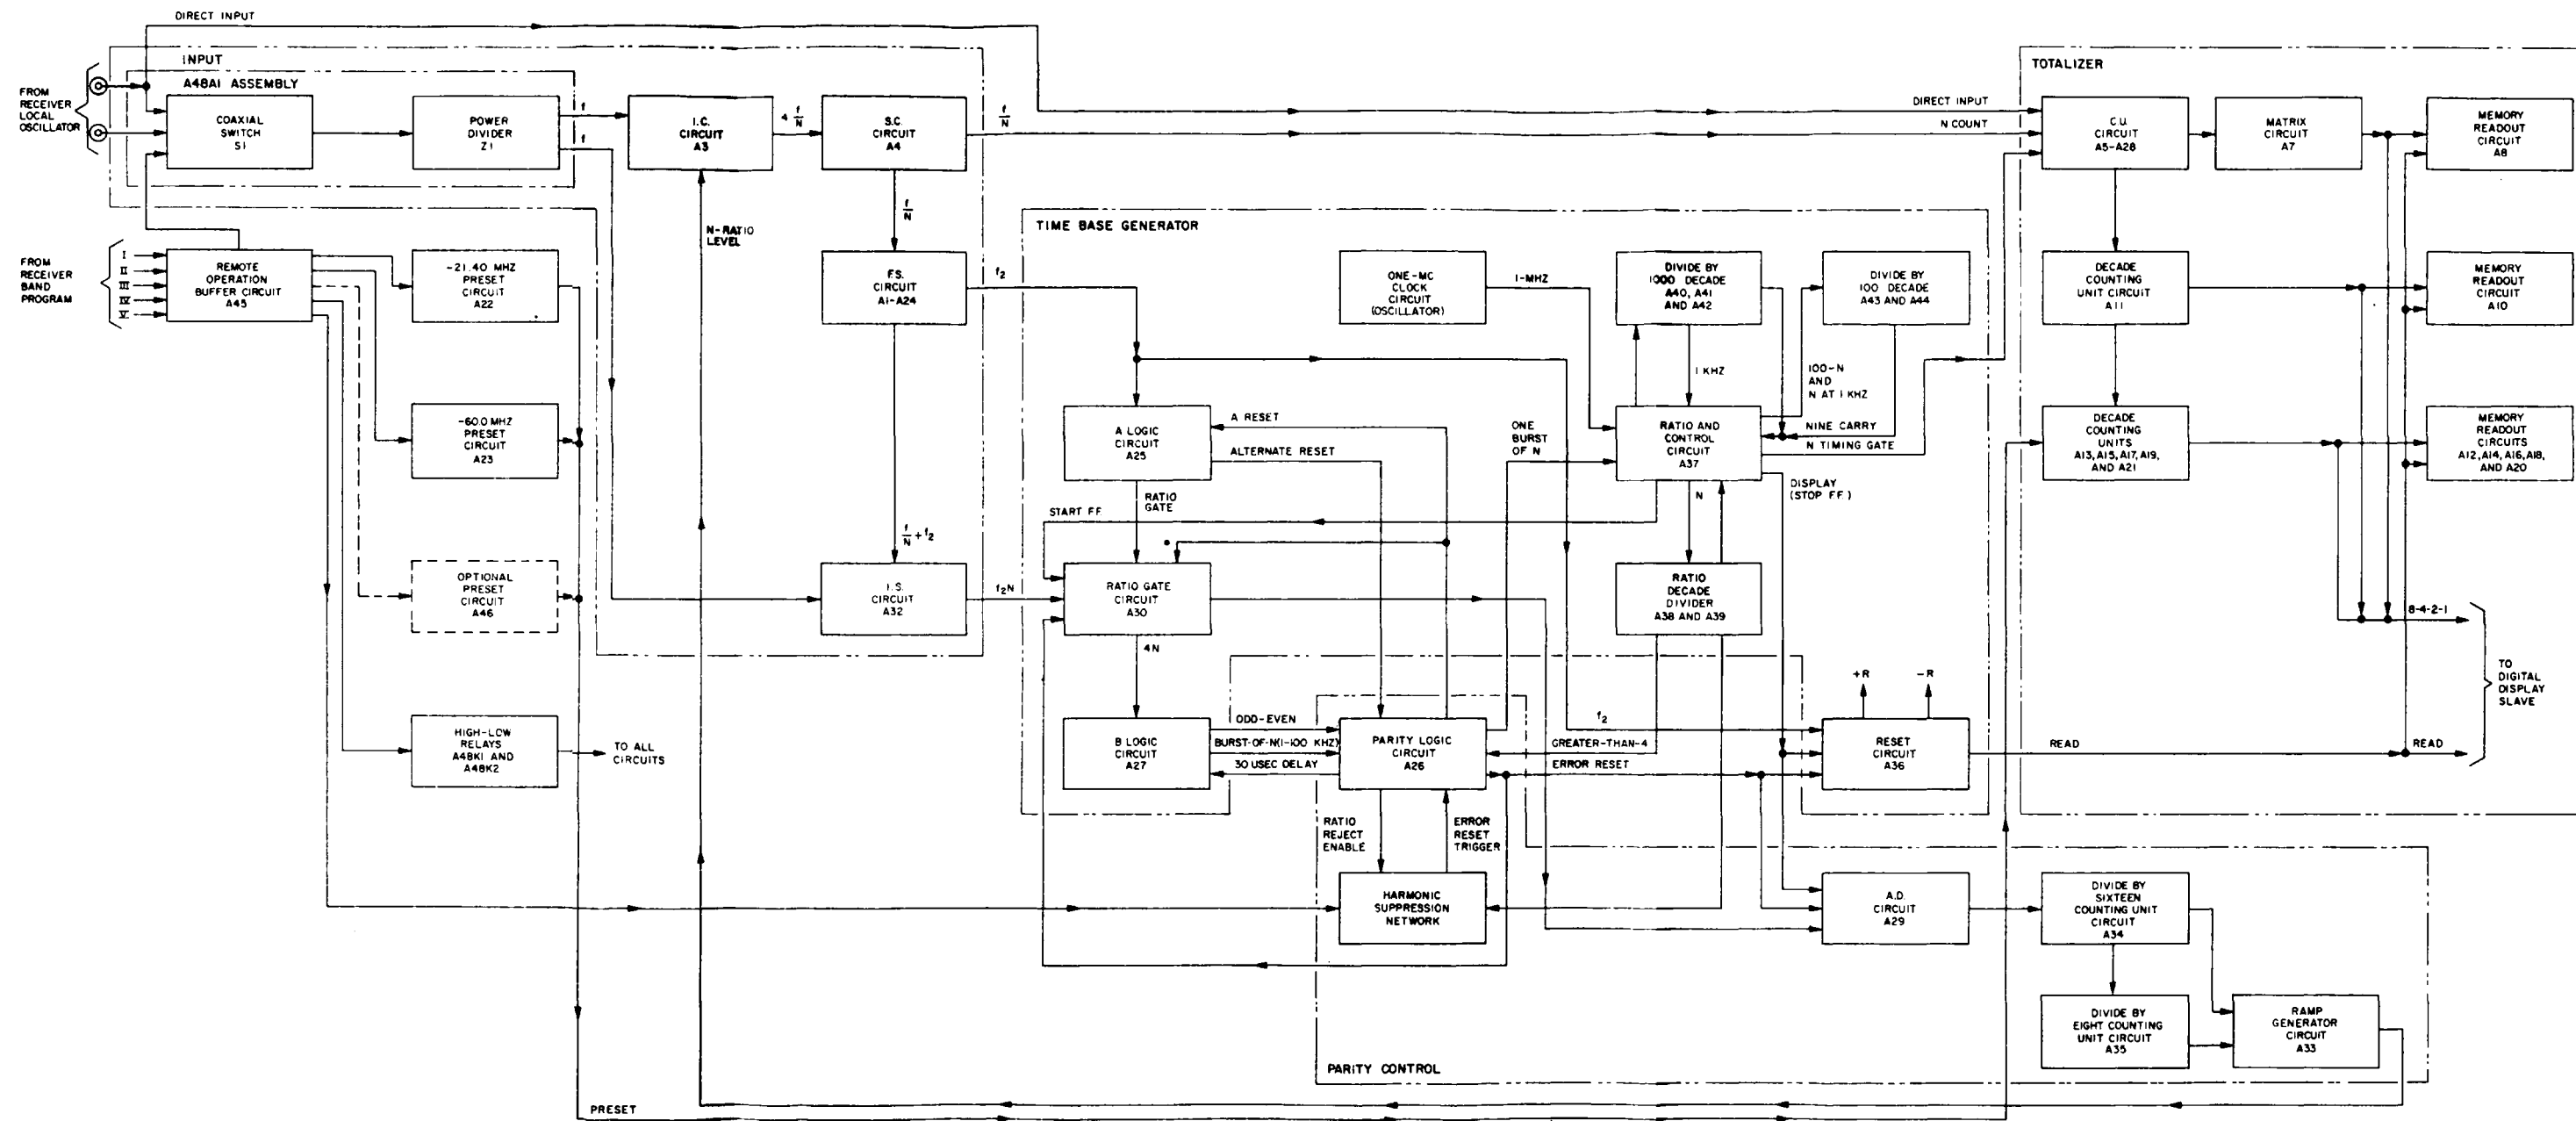 DIRECT INPUT
INPUT
A48A1 ASSEMBLY
FROM
RECEIVER
LOCAL
OSCILLATOR
COAXIAL
SWITCH
S1
POWER
DIVIDER
Z1
f
f
I.C.
CIRCUIT
A3
4 f/N
S.C.
CIRCUIT
A4
f/N
DIRECT INPUT
N COUNT
TOTALIZER
C.U.
CIRCUIT
A5-A28
MATRIX
CIRCUIT
A7
MEMORY
READOUT
CIRCUIT
A8
f/N
N-RATIO
LEVEL
FROM
RECEIVER
BAND
PROGRAM
I
II
III
IV
V
REMOTE
OPERATION
BUFFER CIRCUIT
A45
-21.40 MHZ
PRESET
CIRCUIT
A22
F.S.
CIRCUIT
A1-A24
f2
TIME BASE GENERATOR
ONE-MC
CLOCK
CIRCUIT
(OSCILLATOR)
1-MHZ
DIVIDE BY
1000 DECADE
A40, A41
AND A42
DIVIDE BY
100 DECADE
A43 AND A44
DECADE
COUNTING
UNIT CIRCUIT
A11
MEMORY
READOUT
CIRCUIT
A10
1 KHZ
100-N
AND
N AT 1 KHZ
-60.0 MHZ
PRESET
CIRCUIT
A23
A LOGIC
CIRCUIT
A25
A RESET
ALTERNATE RESET
ONE
BURST
OF N
RATIO AND
CONTROL
CIRCUIT
A37
NINE CARRY
N TIMING GATE
DECADE
COUNTING
UNITS
A13, A15, A17, A19,
AND A21
MEMORY
READOUT
CIRCUITS
A12, A14, A16, A18,
AND A20
RATIO
GATE
START F.F.
N
DISPLAY
(STOP F.F.)
f/N + f2
OPTIONAL
PRESET
CIRCUIT
A46
I.S.
CIRCUIT
A32
f2N
RATIO GATE
CIRCUIT
A30
RATIO
DECADE
DIVIDER
A38 AND A39
8-4-2-1
4N
TO
DIGITAL
DISPLAY
SLAVE
+R
-R
HIGH-LOW
RELAYS
A48K1 AND
A48K2
TO ALL
CIRCUITS
B LOGIC
CIRCUIT
A27
ODD-EVEN
BURST-OF-N(1-100 KHZ)
30 USEC DELAY
PARITY LOGIC
CIRCUIT
A26
f2
GREATER-THAN-4
ERROR RESET
RESET
CIRCUIT
A36
READ
READ
RATIO
REJECT
ENABLE
ERROR
RESET
TRIGGER
HARMONIC
SUPPRESSION
NETWORK
A.D.
CIRCUIT
A29
DIVIDE BY
SIXTEEN
COUNTING UNIT
CIRCUIT
A34
DIVIDE BY
EIGHT COUNTING
UNIT CIRCUIT
A35
RAMP
GENERATOR
CIRCUIT
A33
PARITY CONTROL
PRESET